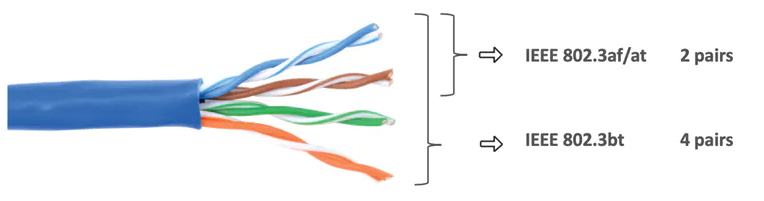 IEEE 802.3af/at 2 pairs
IEEE 802.3bt 4 pairs